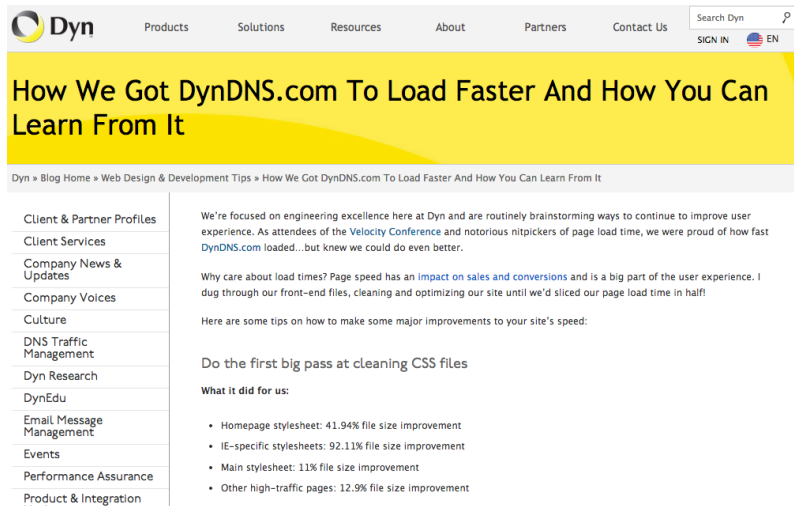 Dyn
Products
Solutions
Resources
About
Partners
Contact Us
Search Dyn
SIGN IN
EN
How We Got DynDNS.com To Load Faster And How You Can
Learn From It
Dyn » Blog Home » Web Design & Development Tips » How We Got DynDNS.com To Load Faster And How You Can Learn From It
Client & Partner Profiles
Client Services
Company News &
Updates
Company Voices
Culture
DNS Traffic
Management
Dyn Research
DynEdu
Email Message
Management
Events
Performance Assurance
Product & Integration
We're focused on engineering excellence here at Dyn and are routinely brainstorming ways to continue to improve user
experience. As attendees of the Velocity Conference and notorious nitpickers of page load time, we were proud of how fast
DynDNS.com loaded...but knew we could do even better.
Why care about load times? Page speed has an impact on sales and conversions and is a big part of the user experience. I
dug through our front-end files, cleaning and optimizing our site until we'd sliced our page load time in half!
Here are some tips on how to make some major improvements to your site's speed:
Do the first big pass at cleaning CSS files
What it did for us:
• Homepage stylesheet: 41.94% file size improvement
• IE-specific stylesheets: 92.11% file size improvement
• Main stylesheet: 11% file size improvement
• Other high-traffic pages: 12.9% file size improvement